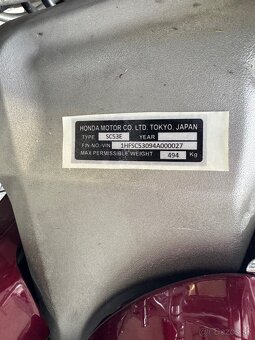 HONDA MOTOR CO. LTD. TOKYO, JAPAN
TYPE SC53E YEAR
FIN-NO.-VIN 1HFSC53094A000027
MAX PERMISSIBLE WEIGHT 494 Kg